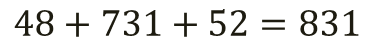 48 + 731 + 52 = 831